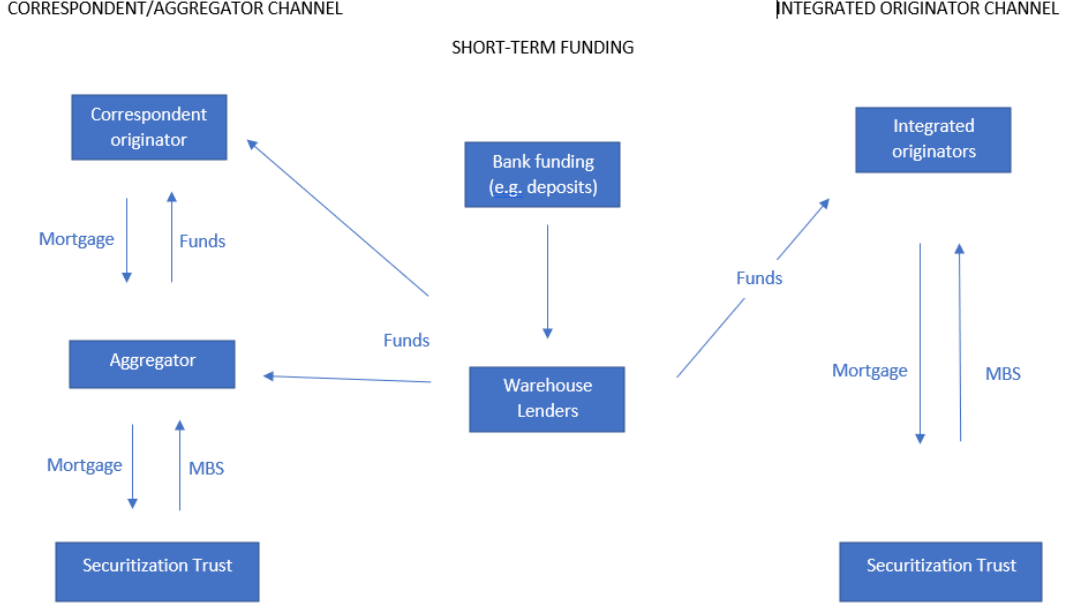 CORRESPONDENT/AGGREGATOR CHANNEL
INTEGRATED ORIGINATOR CHANNEL
SHORT-TERM FUNDING
Correspondent
originator
Bank funding
(e.g. deposits)
Integrated
originators
Mortgage
Funds
Funds
Funds
Aggregator
Warehouse
Lenders
Mortgage
MBS
Mortgage
MBS
Securitization Trust
Securitization Trust